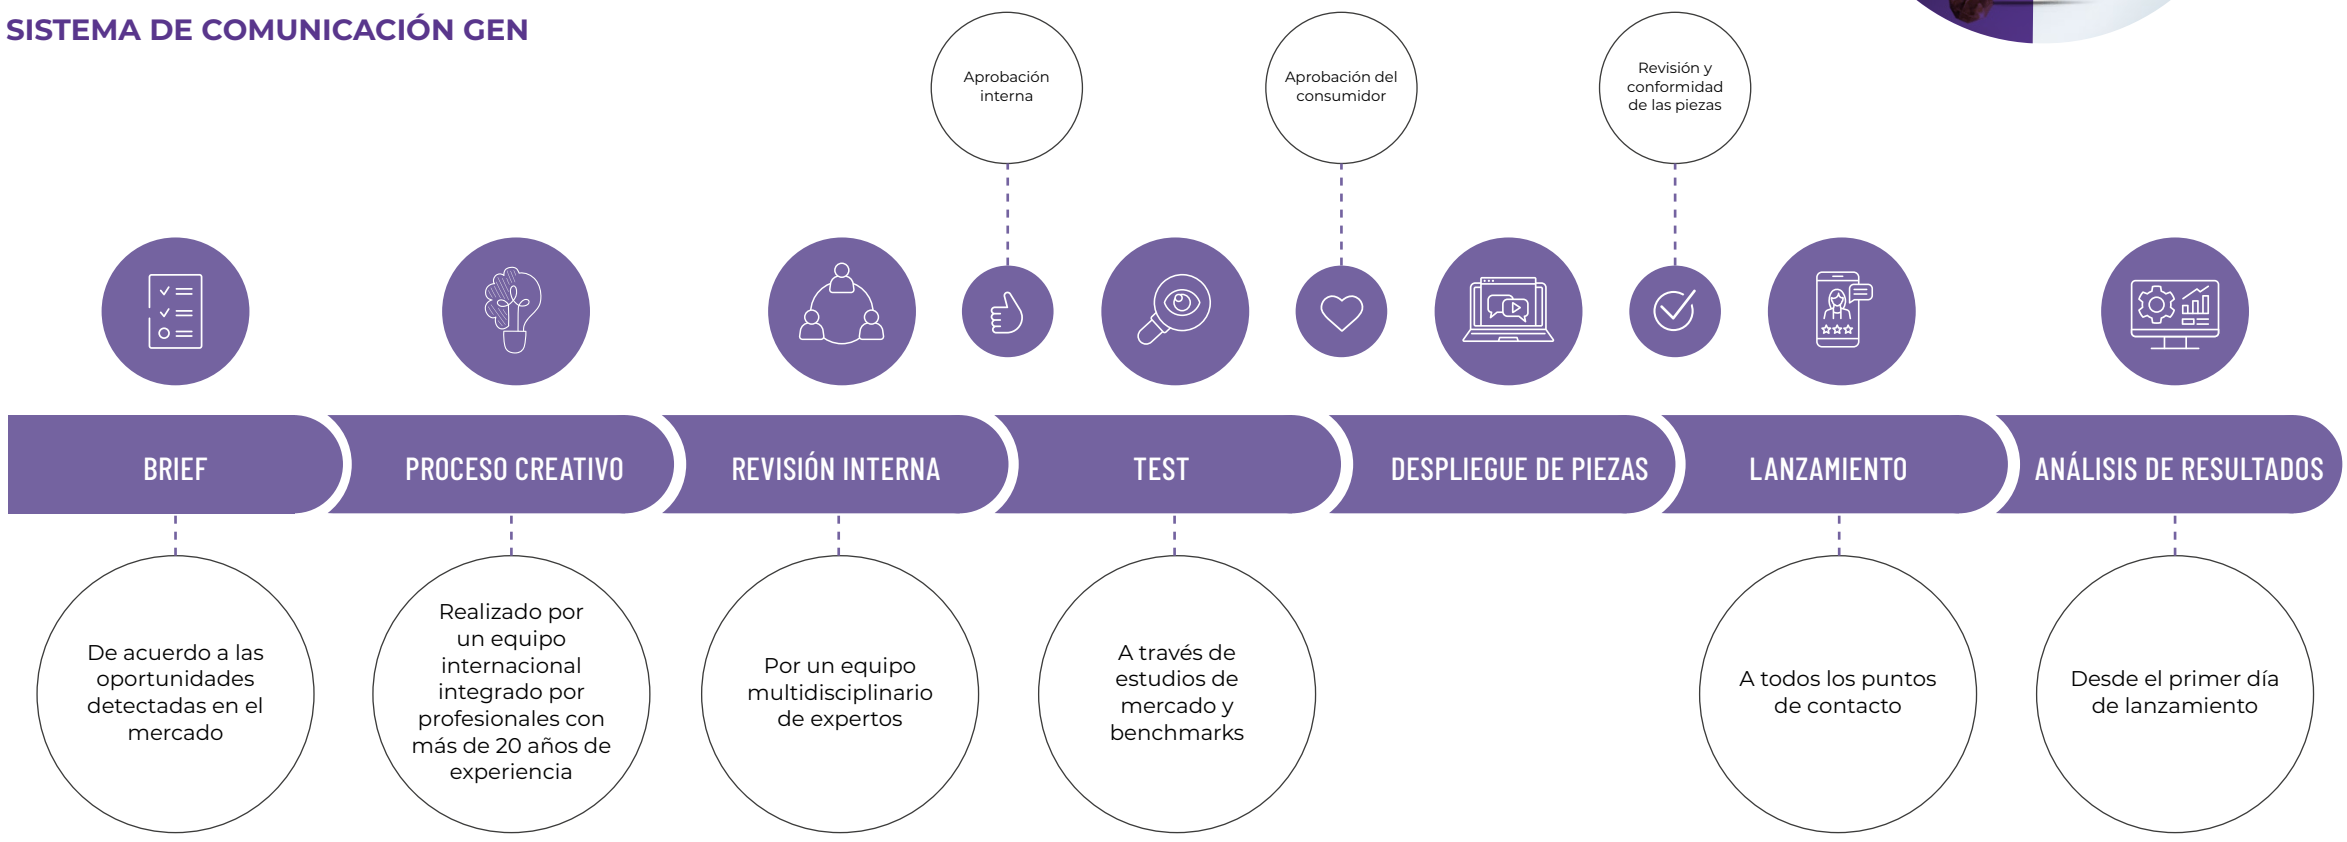 SISTEMA DE COMUNICACIÓN GEN
Aprobación
interna
Aprobación del
consumidor
Revisión y
conformidad
de las piezas
BRIEF
PROCESO CREATIVO
REVISIÓN INTERNA
TEST
DESPLIEGUE DE PIEZAS
LANZAMIENTO
ANÁLISIS DE RESULTADOS
De acuerdo a las
oportunidades
detectadas en el
mercado
Realizado por
un equipo
internacional
integrado por
profesionales con
más de 20 años de
experiencia
Por un equipo
multidisciplinario
de expertos
A través de
estudios de
mercado y
benchmarks
A todos los puntos
de contacto
Desde el primer día
de lanzamiento